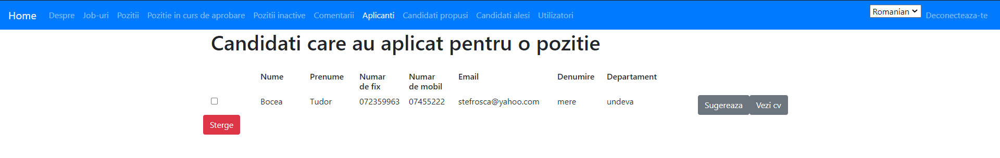 Home Despre Job-uri Pozitii Pozitie in curs de aprobare Pozitii inactive Comentarii Aplicanti Candidati propusi Candidati alesi Utilizatori Romanian Deconecteaza-te
Candidati care au aplicat pentru o pozitie
Nume Prenume Numar de fix Numar de mobil Email Denumire Departament
Bocea Tudor 072359963 07455222 stefrosca@yahoo.com mere undeva Sugereaza Vezi cv
Sterge